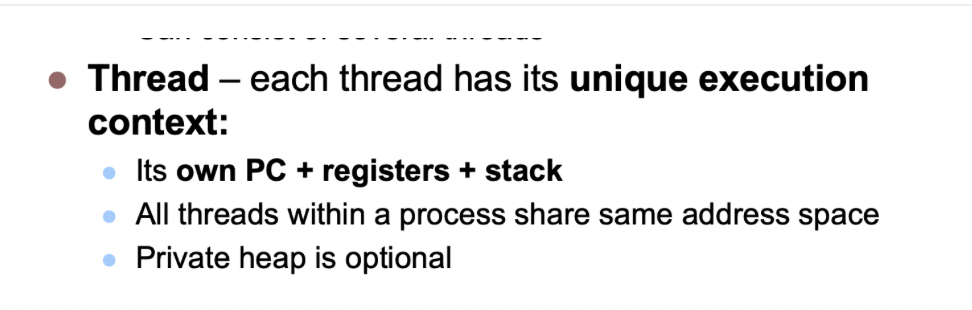 Thread – each thread has its unique execution
context:
Its own PC + registers + stack
All threads within a process share same address space
Private heap is optional